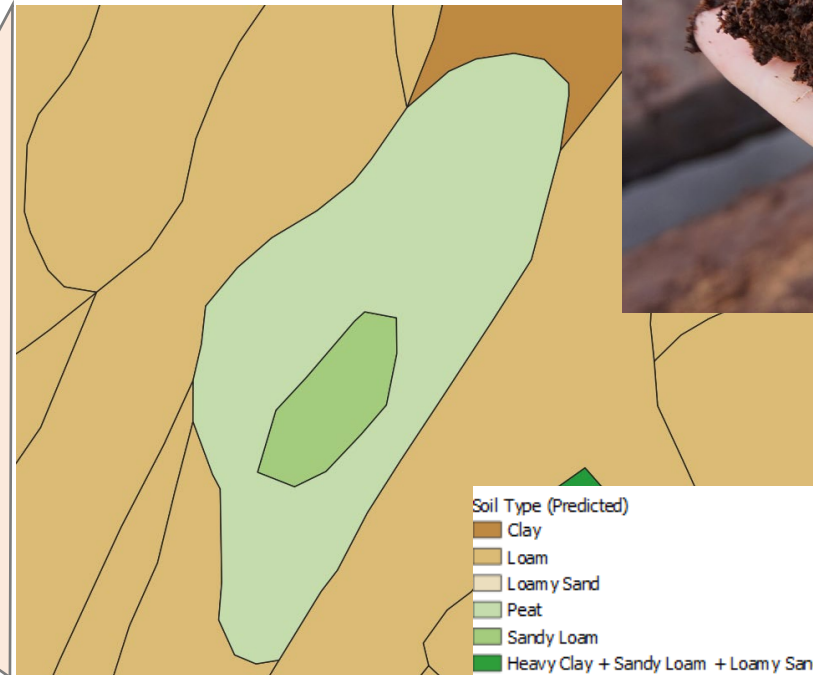 Soil Type (Predicted)
Clay
Loam
Loamy Sand
Peat
Sandy Loam
Heavy Clay + Sandy Loam + Loamy San